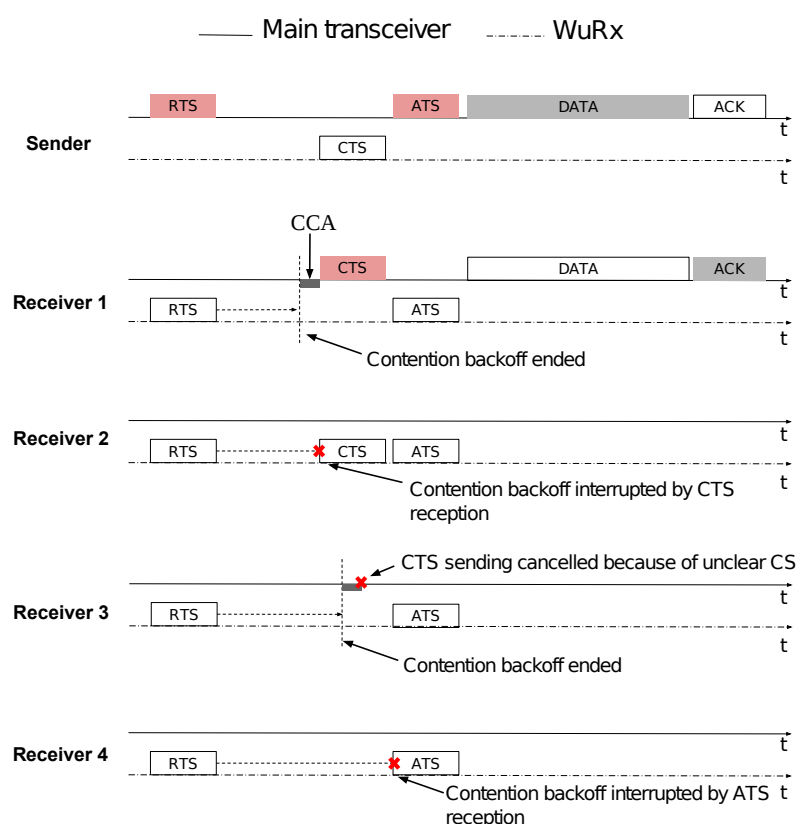 Main transceiver WuRx
RTS ATS DATA ACK
t
Sender
CTS
t
CCA
CTS DATA ACK
t
Receiver 1
RTS ATS
t
Contention backoff ended
t
Receiver 2
RTS CTS ATS
t
Contention backoff interrupted by CTS
reception
CTS sending cancelled because of unclear CS
t
Receiver 3
RTS ATS
t
Contention backoff ended
t
Receiver 4
RTS ATS
t
Contention backoff interrupted by ATS
reception